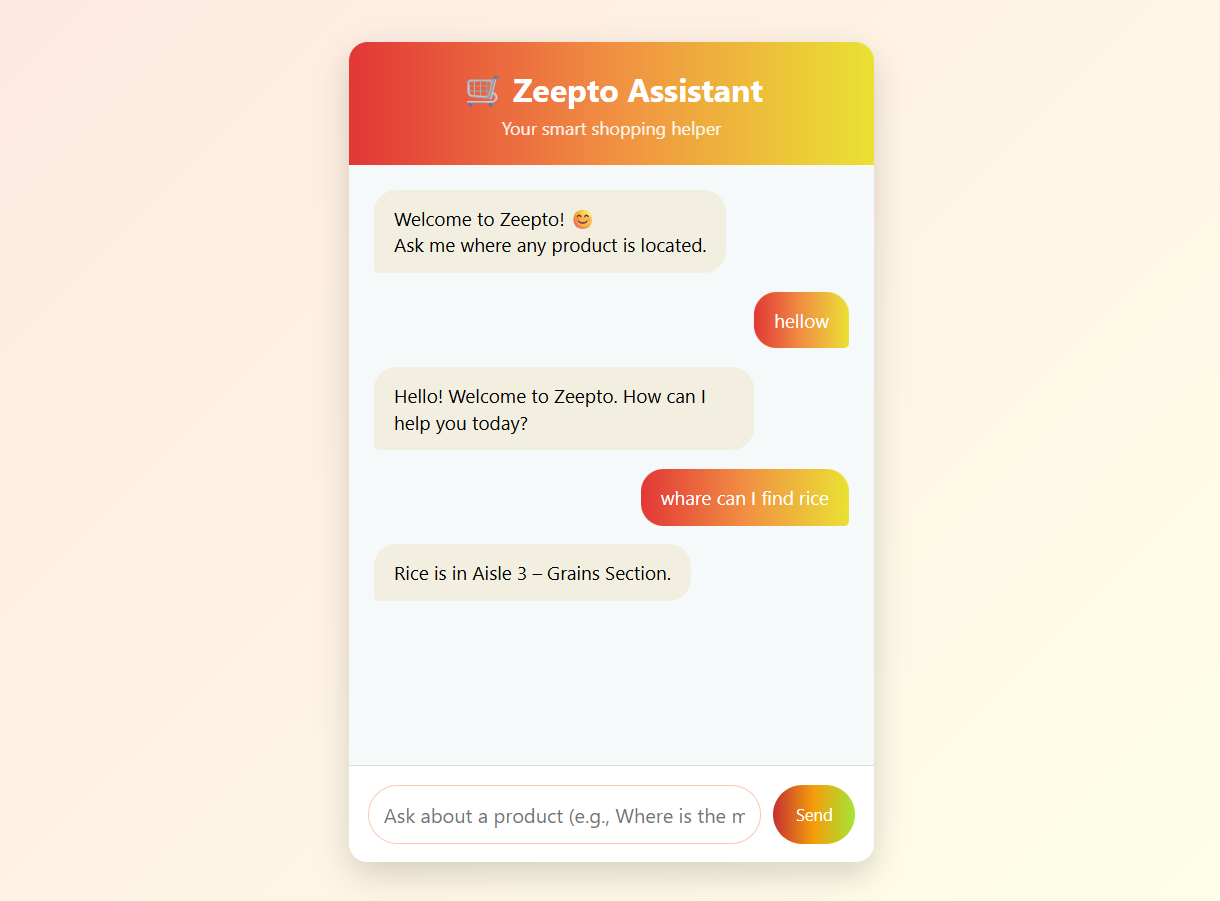 🛒 Zeepto Assistant
Your smart shopping helper
Welcome to Zeepto! 😊
Ask me where any product is located.
hellow
Hello! Welcome to Zeepto. How can I
help you today?
whare can I find rice
Rice is in Aisle 3 – Grains Section.
Ask about a product (e.g., Where is the m
Send